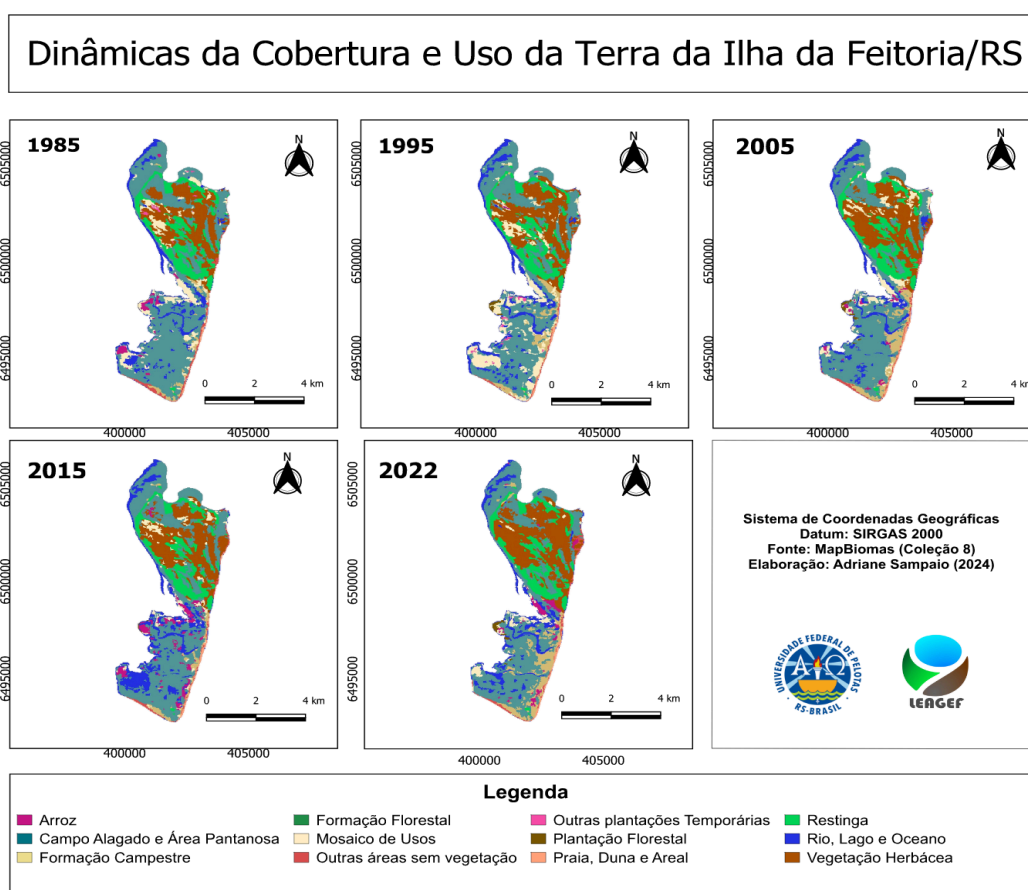 Dinâmicas da Cobertura e Uso da Terra da Ilha da Feitoria/RS
1985
N
6505000
6500000
6495000
0 2 4 km
400000 405000
1995
N
6505000
6500000
6495000
0 2 4 km
400000 405000
2005
N
6505000
6500000
6495000
0 2 4 km
400000 405000
2015
N
6505000
6500000
6495000
0 2 4 km
400000 405000
2022
N
6505000
6500000
6495000
0 2 4 km
400000 405000
Sistema de Coordenadas Geográficas
Datum: SIRGAS 2000
Fonte: MapBiomas (Coleção 8)
Elaboração: Adriane Sampaio (2024)
UNIVERSIDADE FEDERAL DE PELOTAS
Α Ω
RS-BRASIL
LEAGEF
Legenda
Arroz
Campo Alagado e Área Pantanosa
Formação Campestre
Formação Florestal
Mosaico de Usos
Outras áreas sem vegetação
Outras plantações Temporárias
Plantação Florestal
Praia, Duna e Areal
Restinga
Rio, Lago e Oceano
Vegetação Herbácea